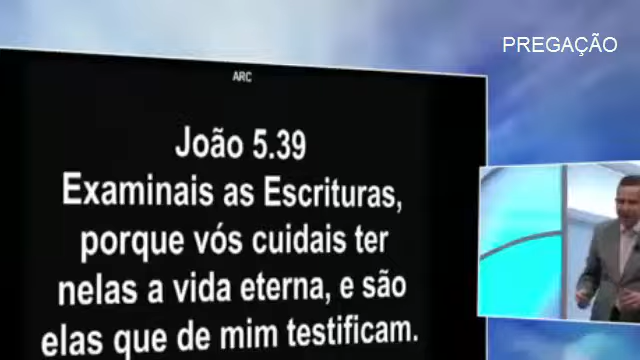 PREGAÇÃO
ARC
João 5.39
Examinais as Escrituras,
porque vós cuidais ter
nelas a vida eterna, e são
elas que de mim testificam.